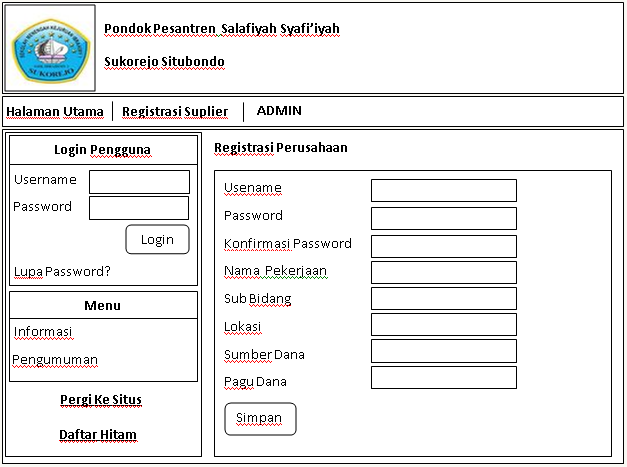 Pondok Pesantren Salafiyah Syafi'iyah
Sukorejo Situbondo
SUKOREJO
Halaman Utama Registrasi Suplier ADMIN
Login Pengguna
Username
Password
Login
Lupa Password?
Menu
Informasi
Pengumuman
Pergi Ke Situs
Daftar Hitam
Registrasi Perusahaan
Usename
Password
Konfirmasi Password
Nama Pekerjaan
Sub Bidang
Lokasi
Sumber Dana
Pagu Dana
Simpan